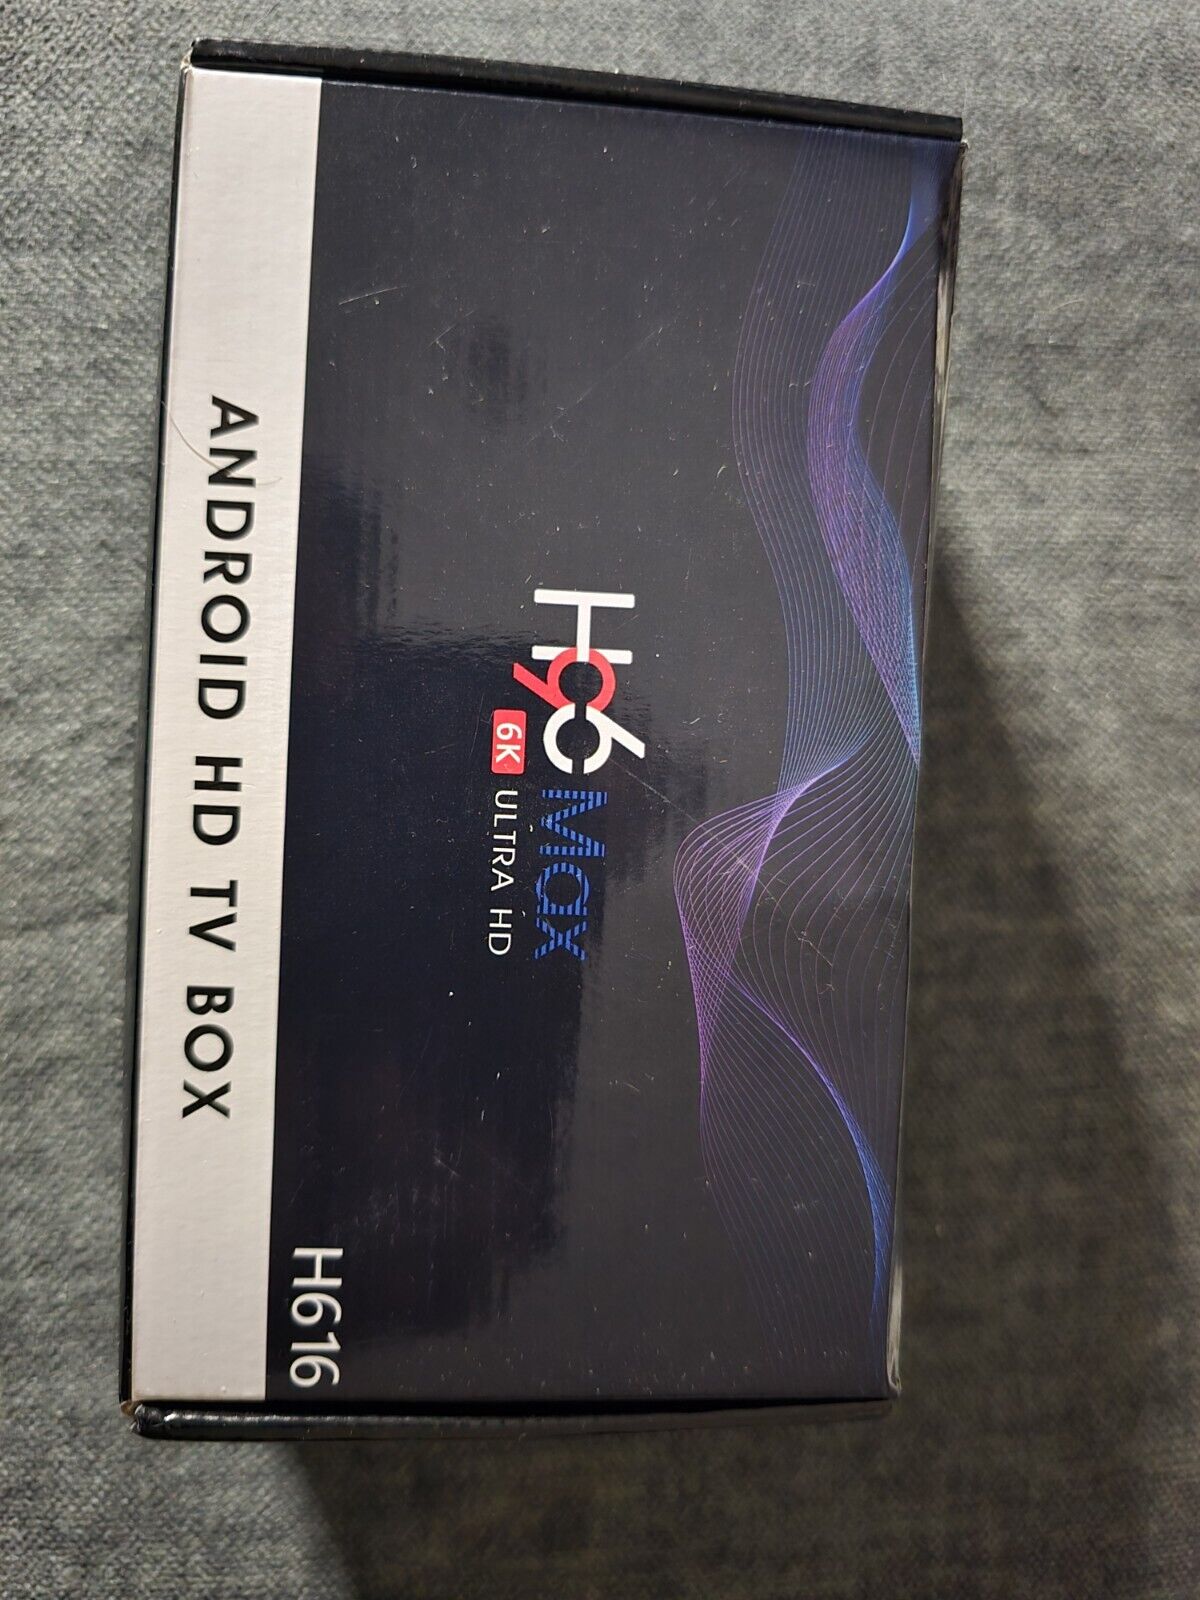 H96 Max
6K ULTRA HD
H616
ANDROID HD TV BOX